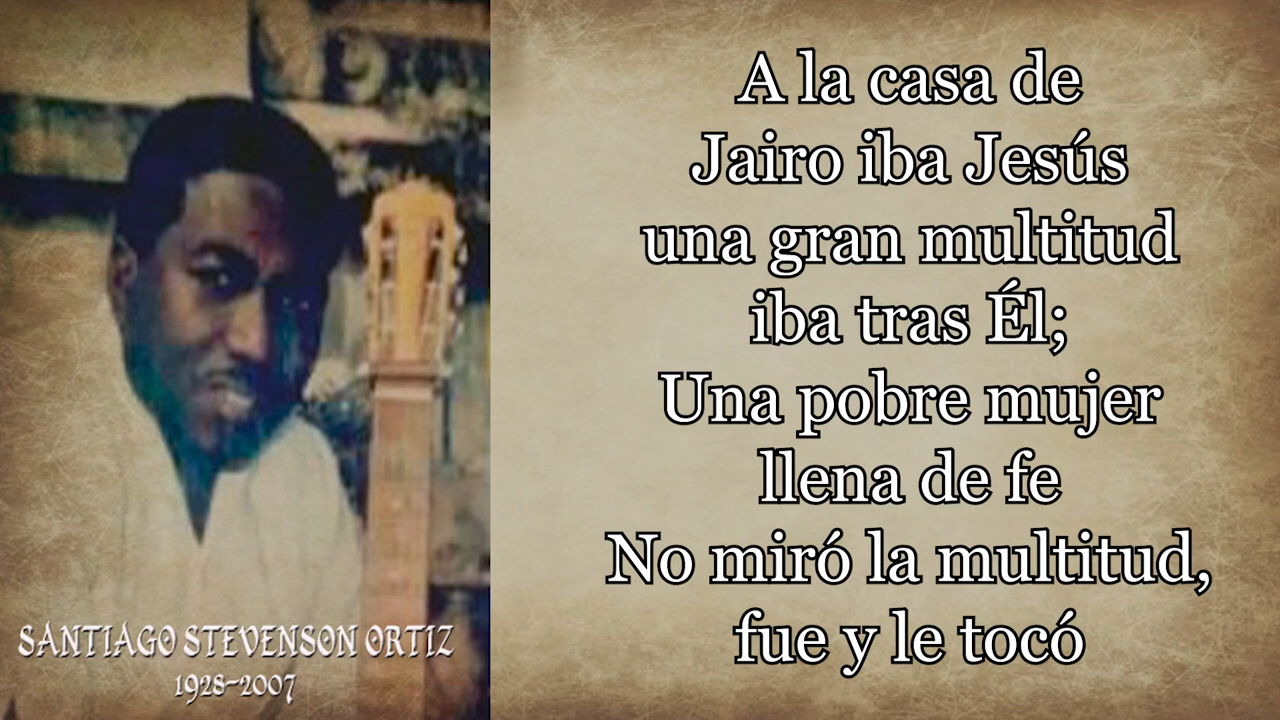 A la casa de
Jairo iba Jesús
una gran multitud
iba tras Él;
Una pobre mujer
llena de fe
No miró la multitud,
fue y le tocó
SANTIAGO STEVENSON ORTIZ
1928-2007